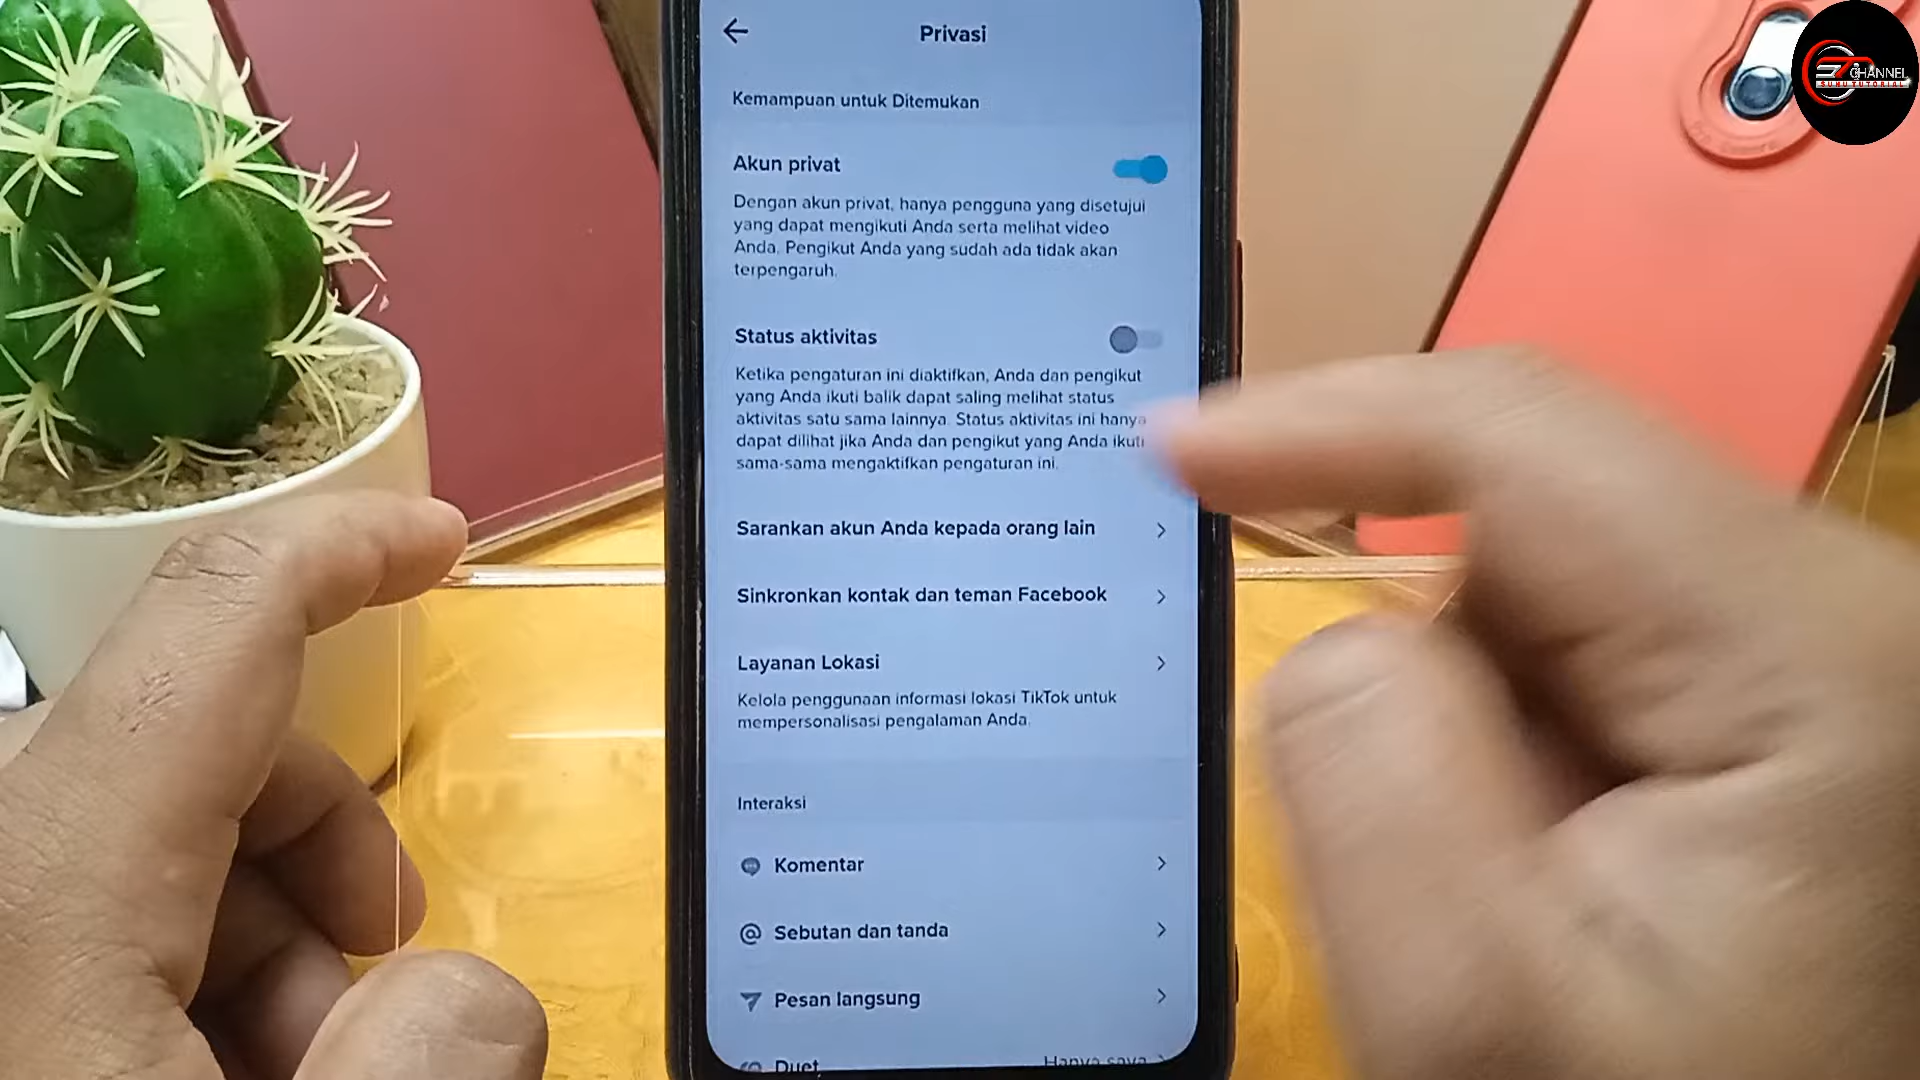 Privasi
Kemampuan untuk Ditemukan
Akun privat
Dengan akun privat, hanya pengguna yang disetujui
yang dapat mengikuti Anda serta melihat video
Anda. Pengikut Anda yang sudah ada tidak akan
terpengaruh.
Status aktivitas
Ketika pengaturan ini diaktifkan, Anda dan pengikut
yang Anda ikuti balik dapat saling melihat status
aktivitas satu sama lainnya. Status aktivitas ini hanya
dapat dilihat jika Anda dan pengikut yang Anda ikuti
sama-sama mengaktifkan pengaturan ini.
Sarankan akun Anda kepada orang lain
Sinkronkan kontak dan teman Facebook
Layanan Lokasi
Kelola penggunaan informasi lokasi TikTok untuk
mempersonalisasi pengalaman Anda.
Interaksi
Komentar
@ Sebutan dan tanda
Pesan langsung
Duet Hanya saya
CHANNEL
SUHU TUTORIAL